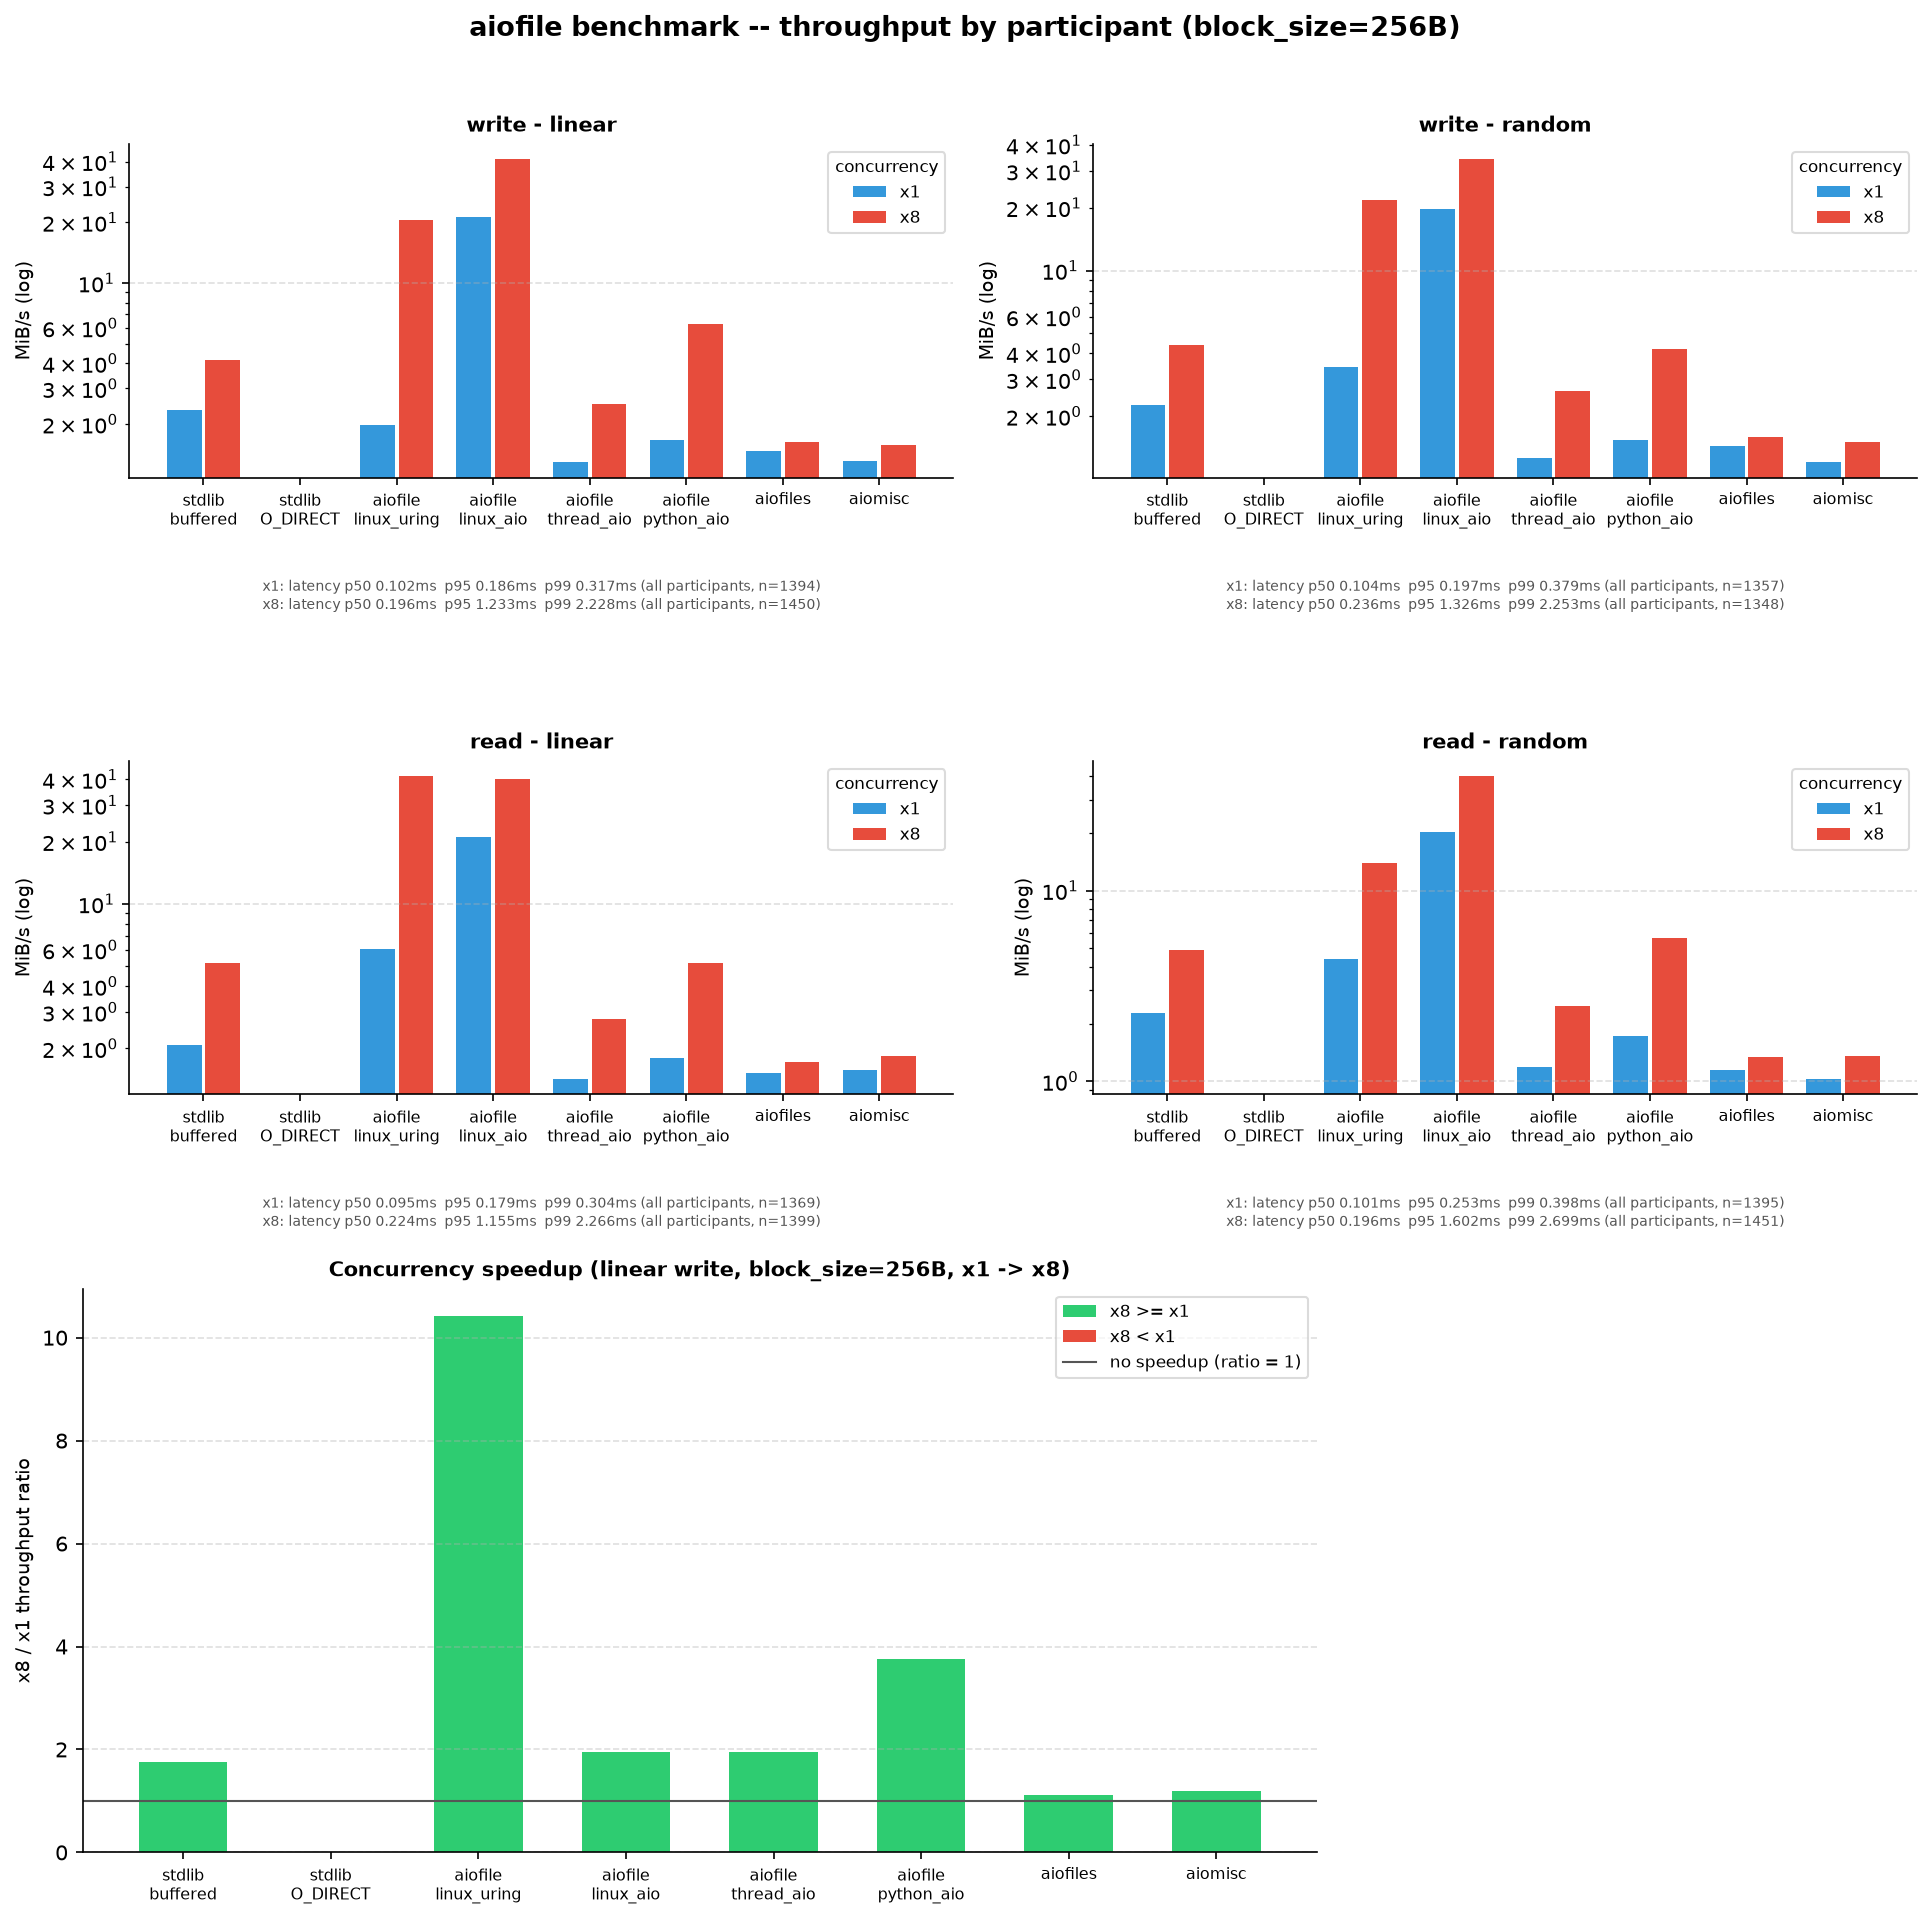 aiofile benchmark -- throughput by participant (block_size=256B)
write - linear
MiB/s (log)
4 × 10¹
3 × 10¹
2 × 10¹
10¹
6 × 10⁰
4 × 10⁰
3 × 10⁰
2 × 10⁰
concurrency
x1
x8
stdlib buffered
stdlib O_DIRECT
aiofile linux_uring
aiofile linux_aio
aiofile thread_aio
aiofile python_aio
aiofiles
aiomisc
x1: latency p50 0.102ms p95 0.186ms p99 0.317ms (all participants, n=1394)
x8: latency p50 0.196ms p95 1.233ms p99 2.228ms (all participants, n=1450)
write - random
MiB/s (log)
4 × 10¹
3 × 10¹
2 × 10¹
10¹
6 × 10⁰
4 × 10⁰
3 × 10⁰
2 × 10⁰
concurrency
x1
x8
stdlib buffered
stdlib O_DIRECT
aiofile linux_uring
aiofile linux_aio
aiofile thread_aio
aiofile python_aio
aiofiles
aiomisc
x1: latency p50 0.104ms p95 0.197ms p99 0.379ms (all participants, n=1357)
x8: latency p50 0.236ms p95 1.326ms p99 2.253ms (all participants, n=1348)
read - linear
MiB/s (log)
4 × 10¹
3 × 10¹
2 × 10¹
10¹
6 × 10⁰
4 × 10⁰
3 × 10⁰
2 × 10⁰
concurrency
x1
x8
stdlib buffered
stdlib O_DIRECT
aiofile linux_uring
aiofile linux_aio
aiofile thread_aio
aiofile python_aio
aiofiles
aiomisc
x1: latency p50 0.095ms p95 0.179ms p99 0.304ms (all participants, n=1369)
x8: latency p50 0.224ms p95 1.155ms p99 2.266ms (all participants, n=1399)
read - random
MiB/s (log)
10¹
10⁰
concurrency
x1
x8
stdlib buffered
stdlib O_DIRECT
aiofile linux_uring
aiofile linux_aio
aiofile thread_aio
aiofile python_aio
aiofiles
aiomisc
x1: latency p50 0.101ms p95 0.253ms p99 0.398ms (all participants, n=1395)
x8: latency p50 0.196ms p95 1.602ms p99 2.699ms (all participants, n=1451)
Concurrency speedup (linear write, block_size=256B, x1 -> x8)
x8 / x1 throughput ratio
10
8
6
4
2
0
x8 >= x1
x8 < x1
no speedup (ratio = 1)
stdlib buffered
stdlib O_DIRECT
aiofile linux_uring
aiofile linux_aio
aiofile thread_aio
aiofile python_aio
aiofiles
aiomisc